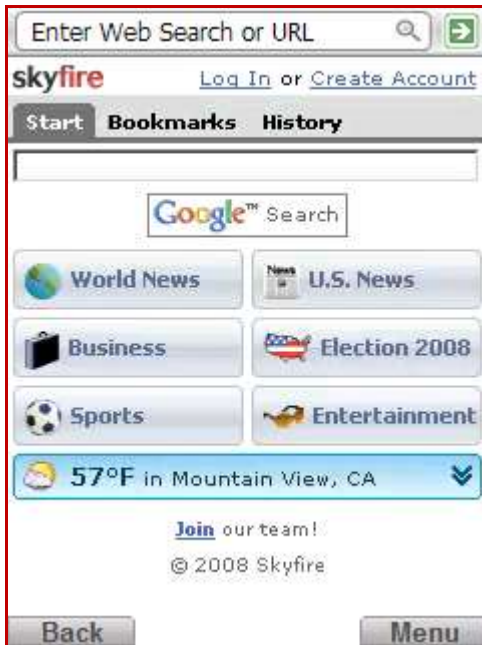 Enter Web Search or URL
skyfire Log In or Create Account
Start Bookmarks History
Google™ Search
World News News U.S. News
Business Election 2008
Sports Entertainment
57°F in Mountain View, CA
Join our team!
© 2008 Skyfire
Back Menu